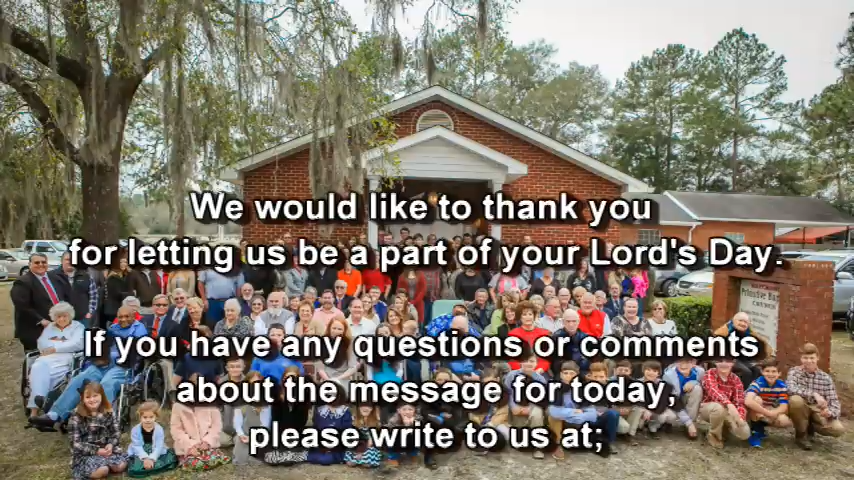 We would like to thank you
for letting us be a part of your Lord's Day.
If you have any questions or comments
about the message for today,
please write to us at;